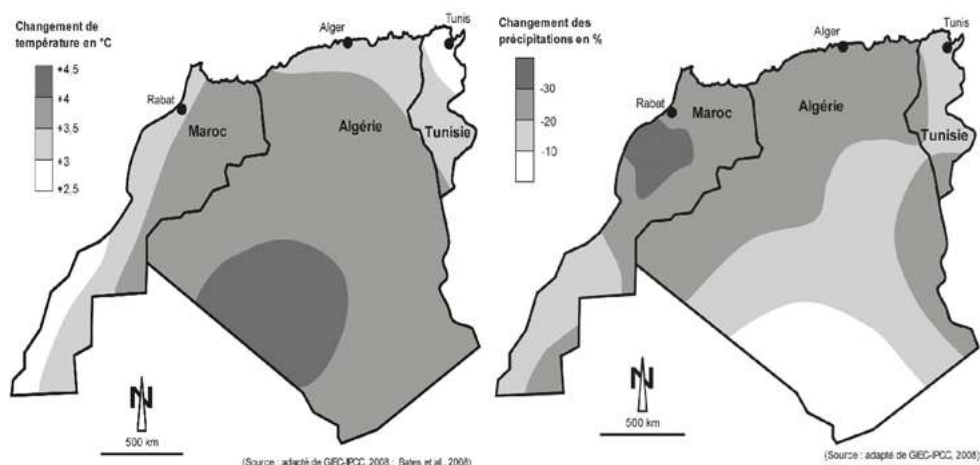 Changement de
température en °C
+4,5
+4
+3,5
+3
+2,5
Tunis
Alger
Rabat
Maroc
Algérie
Tunisie
N
500 km
(Source : adapté de GIEC-IPCC, 2008 ; Bates et al., 2008)
Changement des
précipitations en %
-30
-20
-10
Tunis
Alger
Rabat
Maroc
Algérie
Tunisie
N
500 km
(Source : adapté de GIEC-IPCC, 2008)